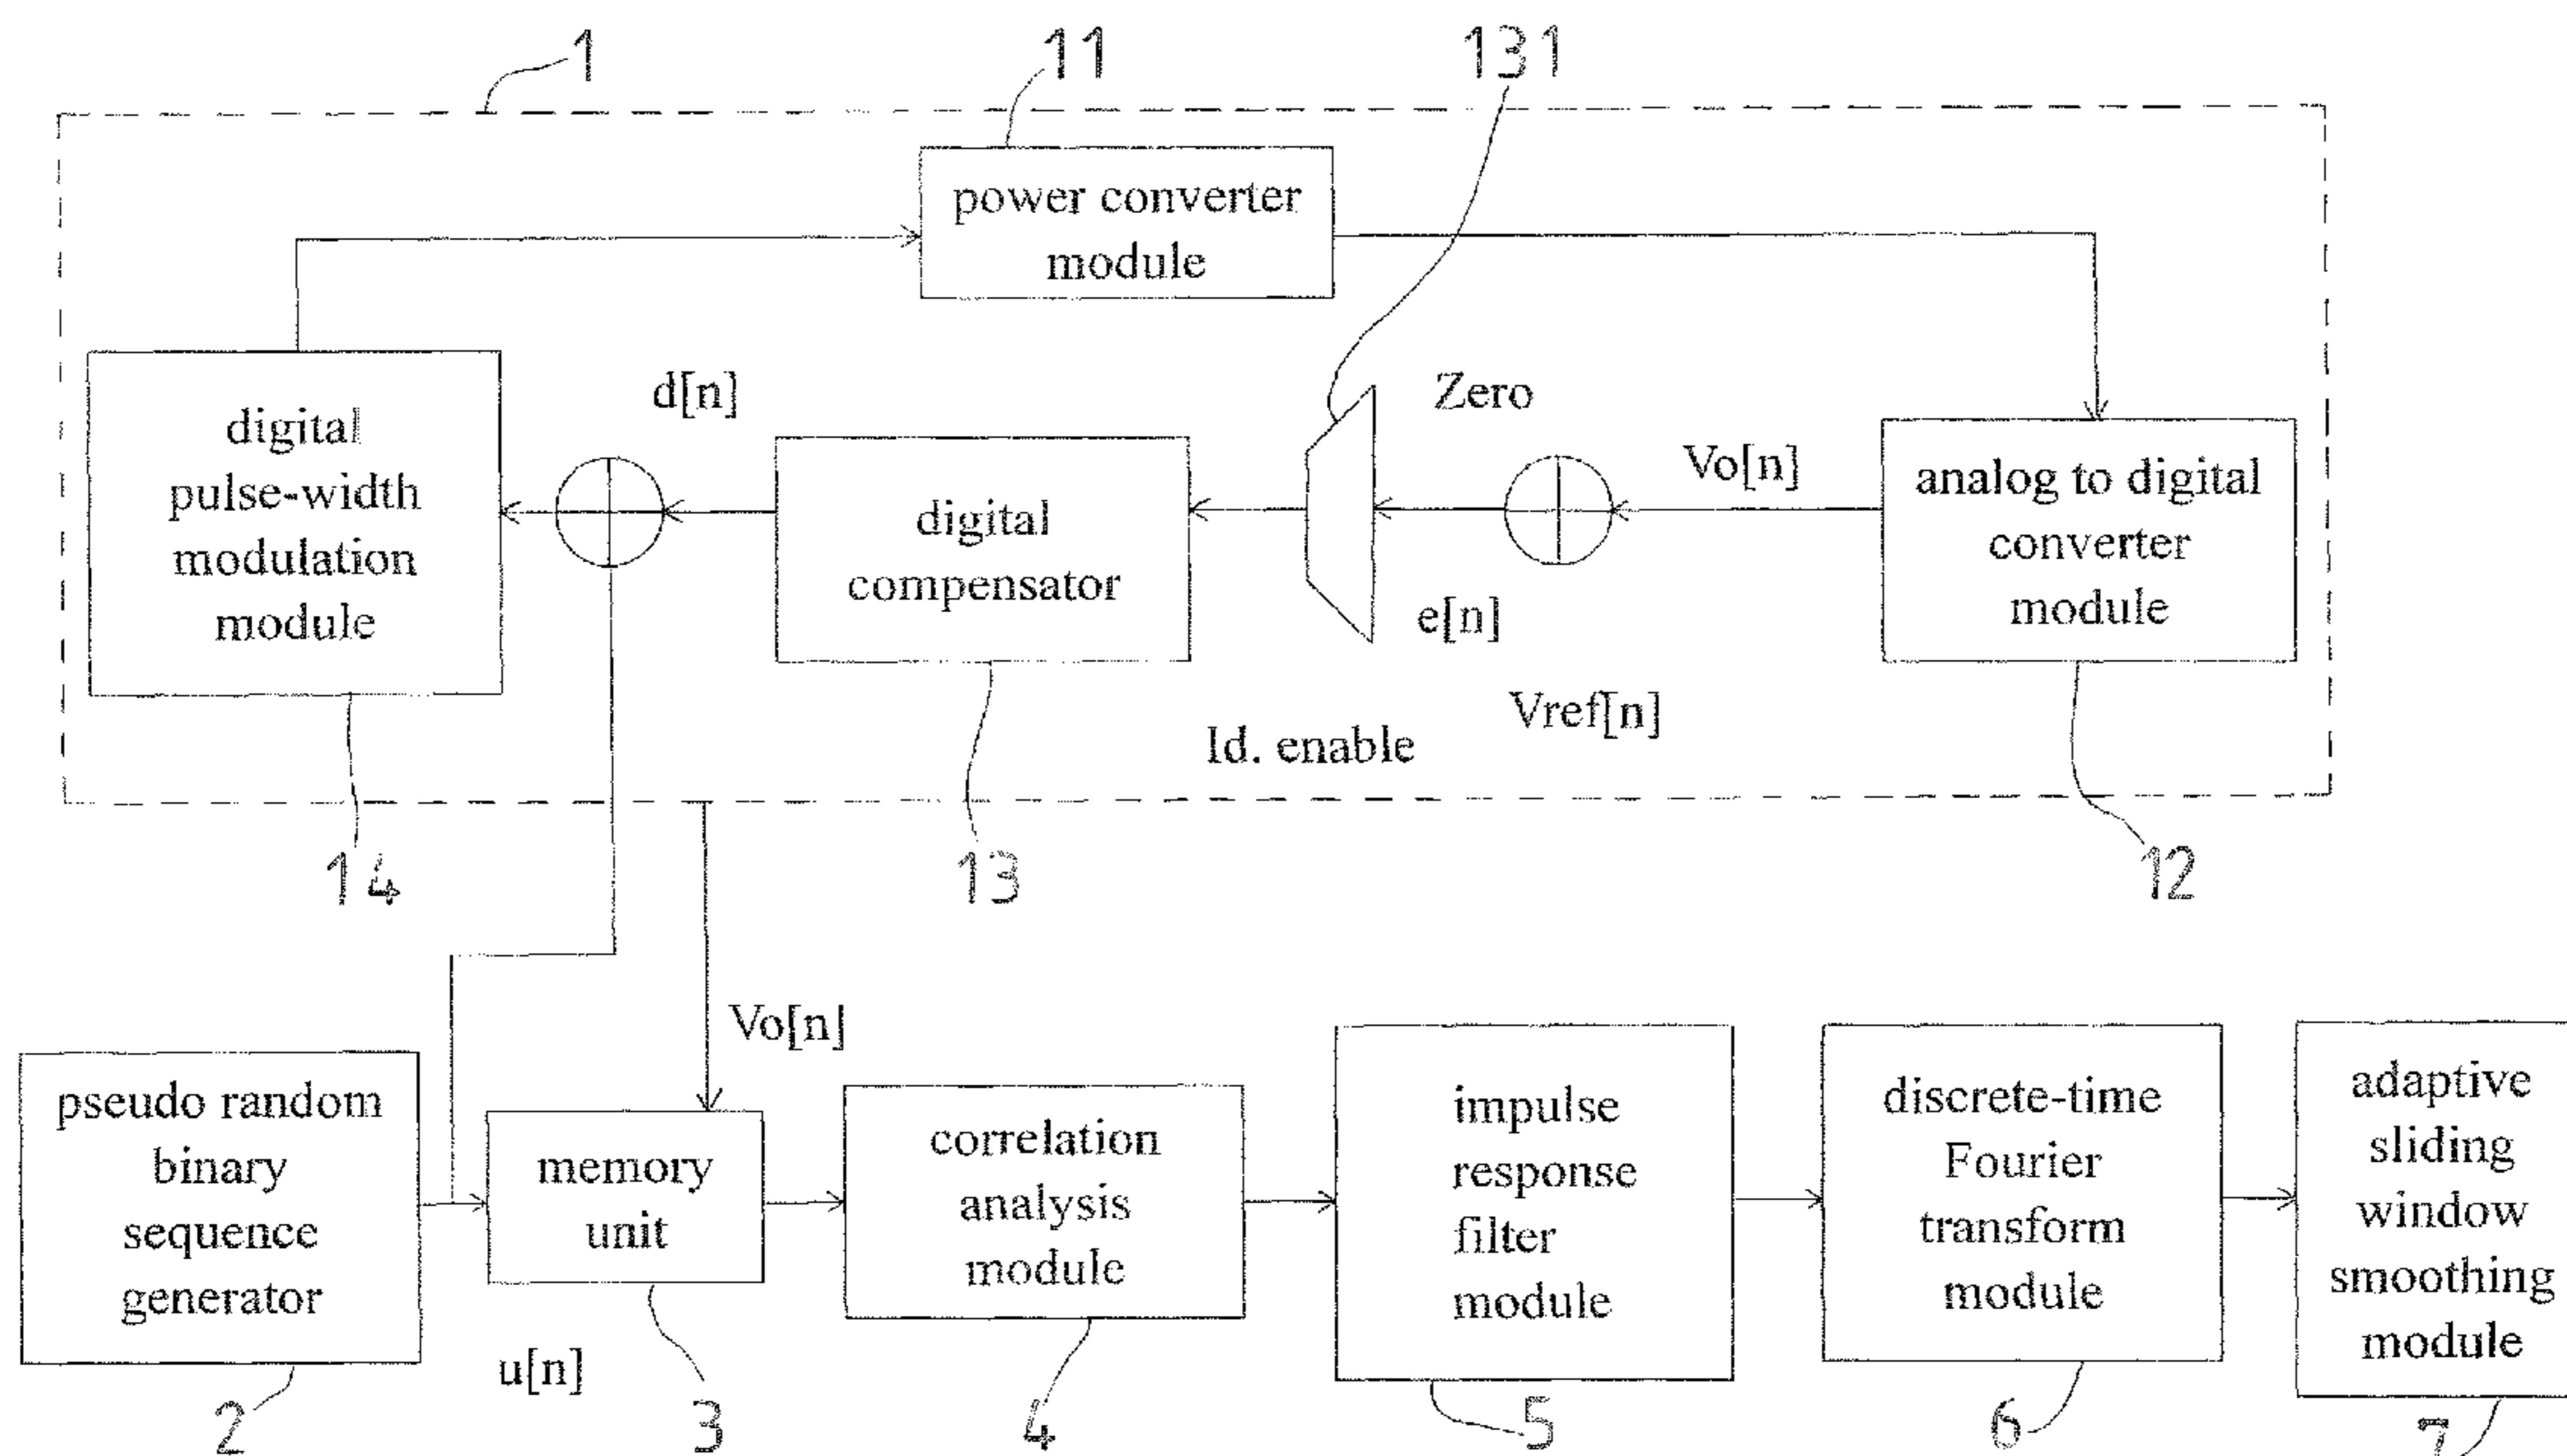 1
11
131
power converter
module
digital
pulse-width
modulation
module
d[n]
digital
compensator
Zero
e[n]
Vo[n]
Vref[n]
Id. enable
analog to digital
converter
module
14
13
12
Vo[n]
pseudo random
binary
sequence
generator
memory
unit
u[n]
correlation
analysis
module
impulse
response
filter
module
discrete-time
Fourier
transform
module
adaptive
sliding
window
smoothing
module
2
3
4
5
6
7